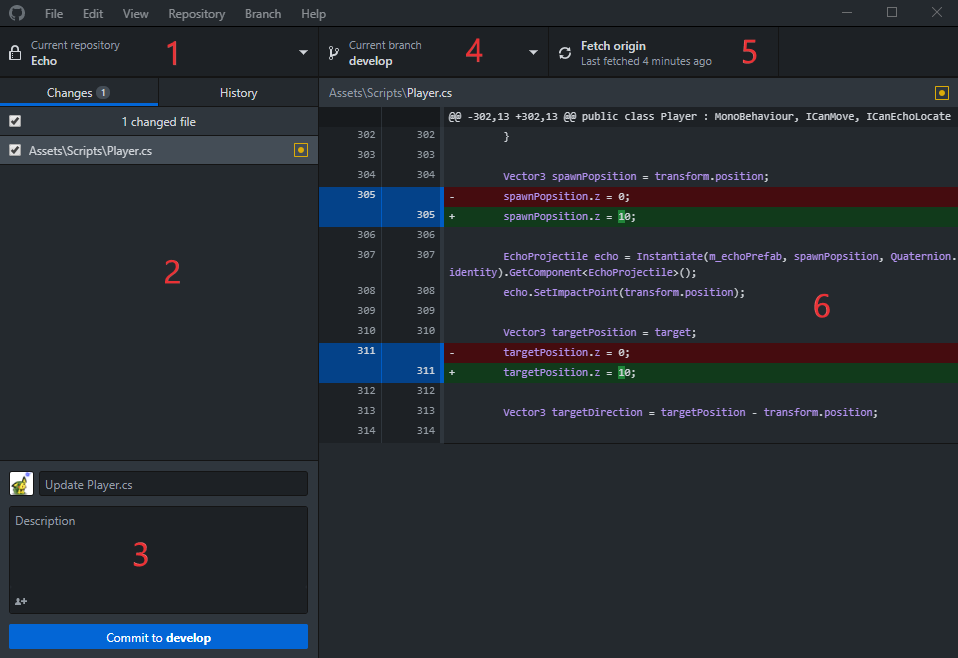 File Edit View Repository Branch Help
Current repository
Echo
1
Current branch
develop
4
Fetch origin
Last fetched 4 minutes ago
5
Changes 1
History
1 changed file
Assets\Scripts\Player.cs
2
Update Player.cs
Description
3
Commit to develop
Assets\Scripts\Player.cs
@@ -302,13 +302,13 @@ public class Player : MonoBehaviour, ICanMove, ICanEchoLocate
302 302 }
303 303
304 304 Vector3 spawnPopsition = transform.position;
305 - spawnPopsition.z = 0;
305 + spawnPopsition.z = 10;
306 306
307 307 EchoProjectile echo = Instantiate(m_echoPrefab, spawnPopsition, Quaternion.
identity).GetComponent<EchoProjectile>();
308 308 echo.SetImpactPoint(transform.position);
6
309 309
310 310 Vector3 targetPosition = target;
311 - targetPosition.z = 0;
311 + targetPosition.z = 10;
312 312
313 313 Vector3 targetDirection = targetPosition - transform.position;
314 314